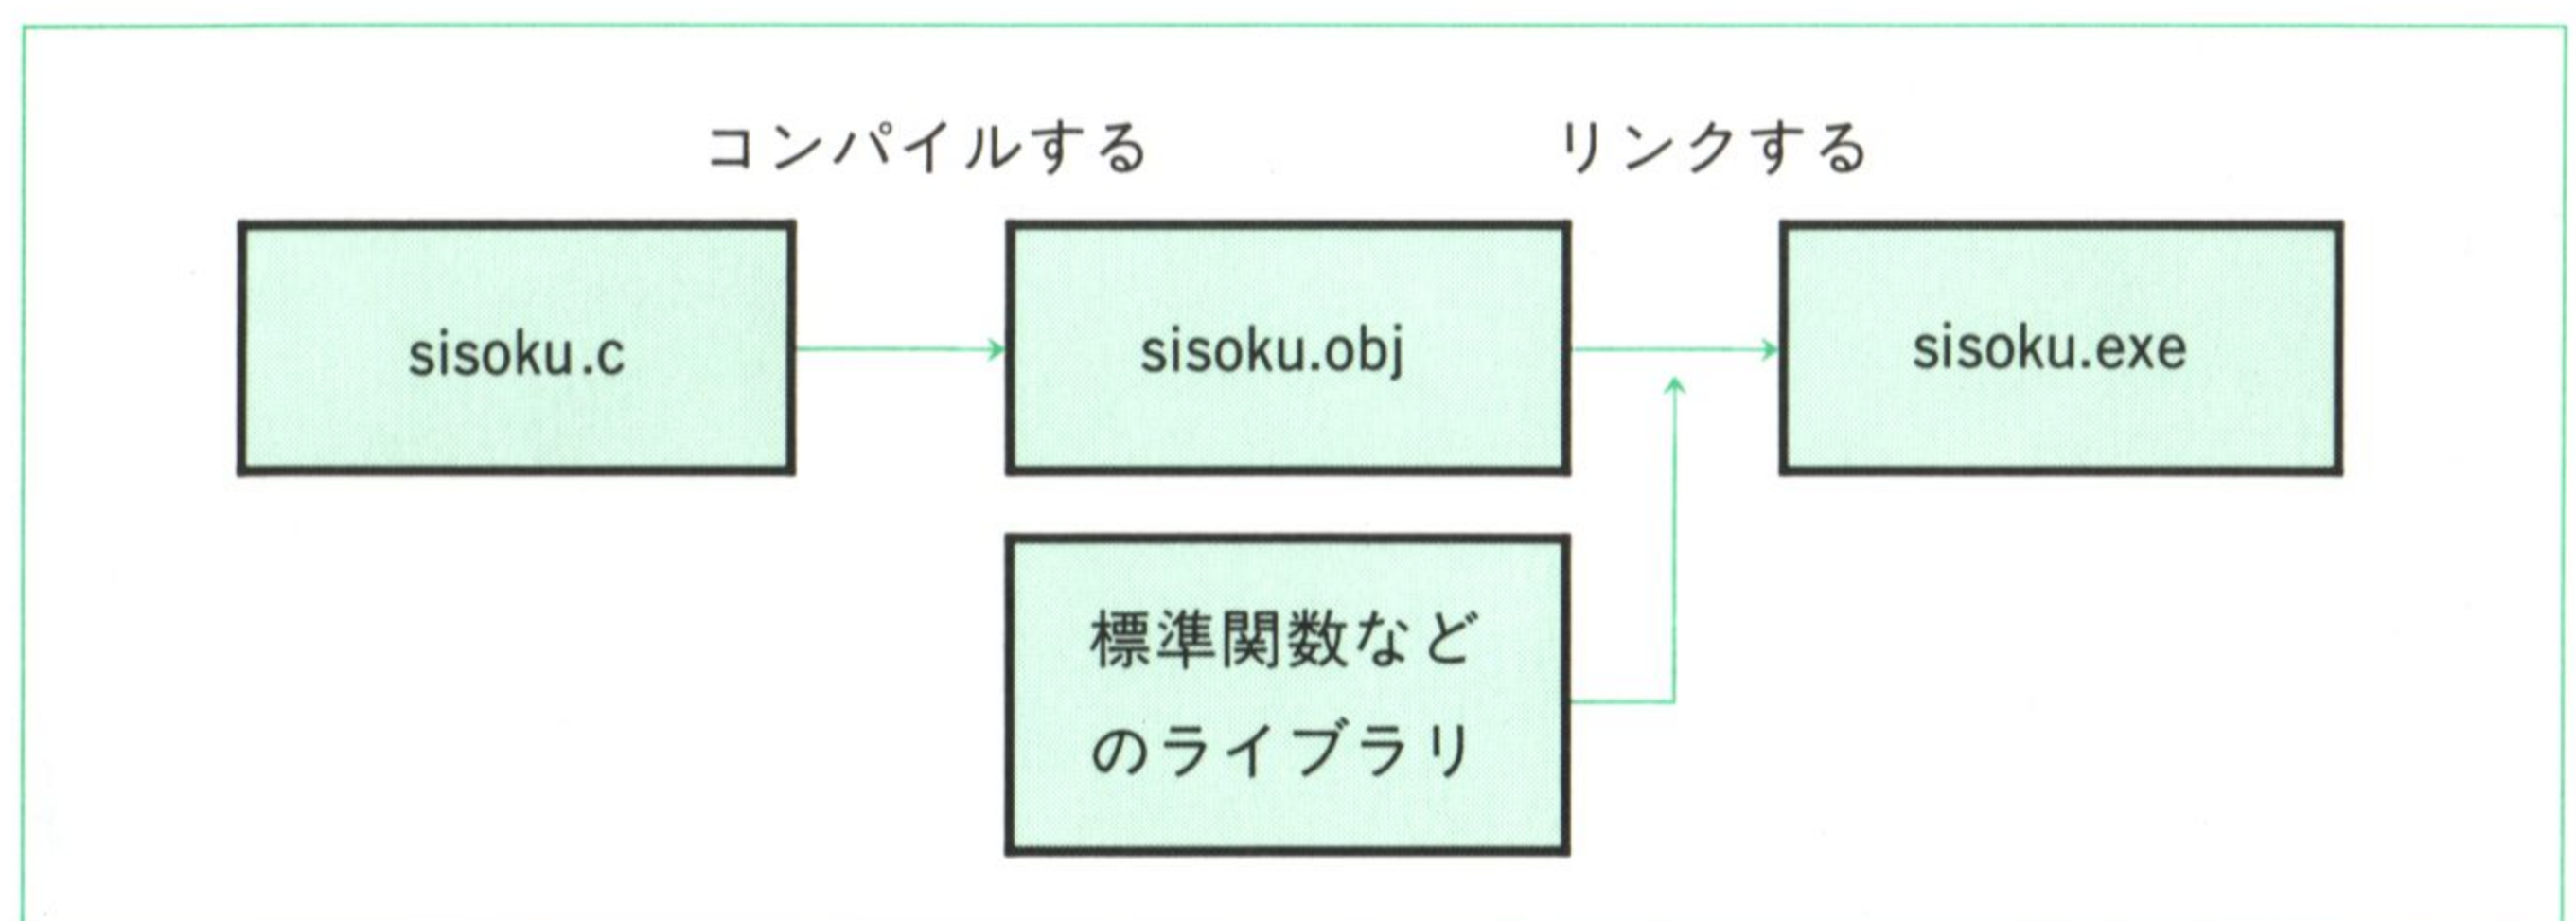 コンパイルする
リンクする
sisoku.c
sisoku.obj
sisoku.exe
標準関数など
のライブラリ